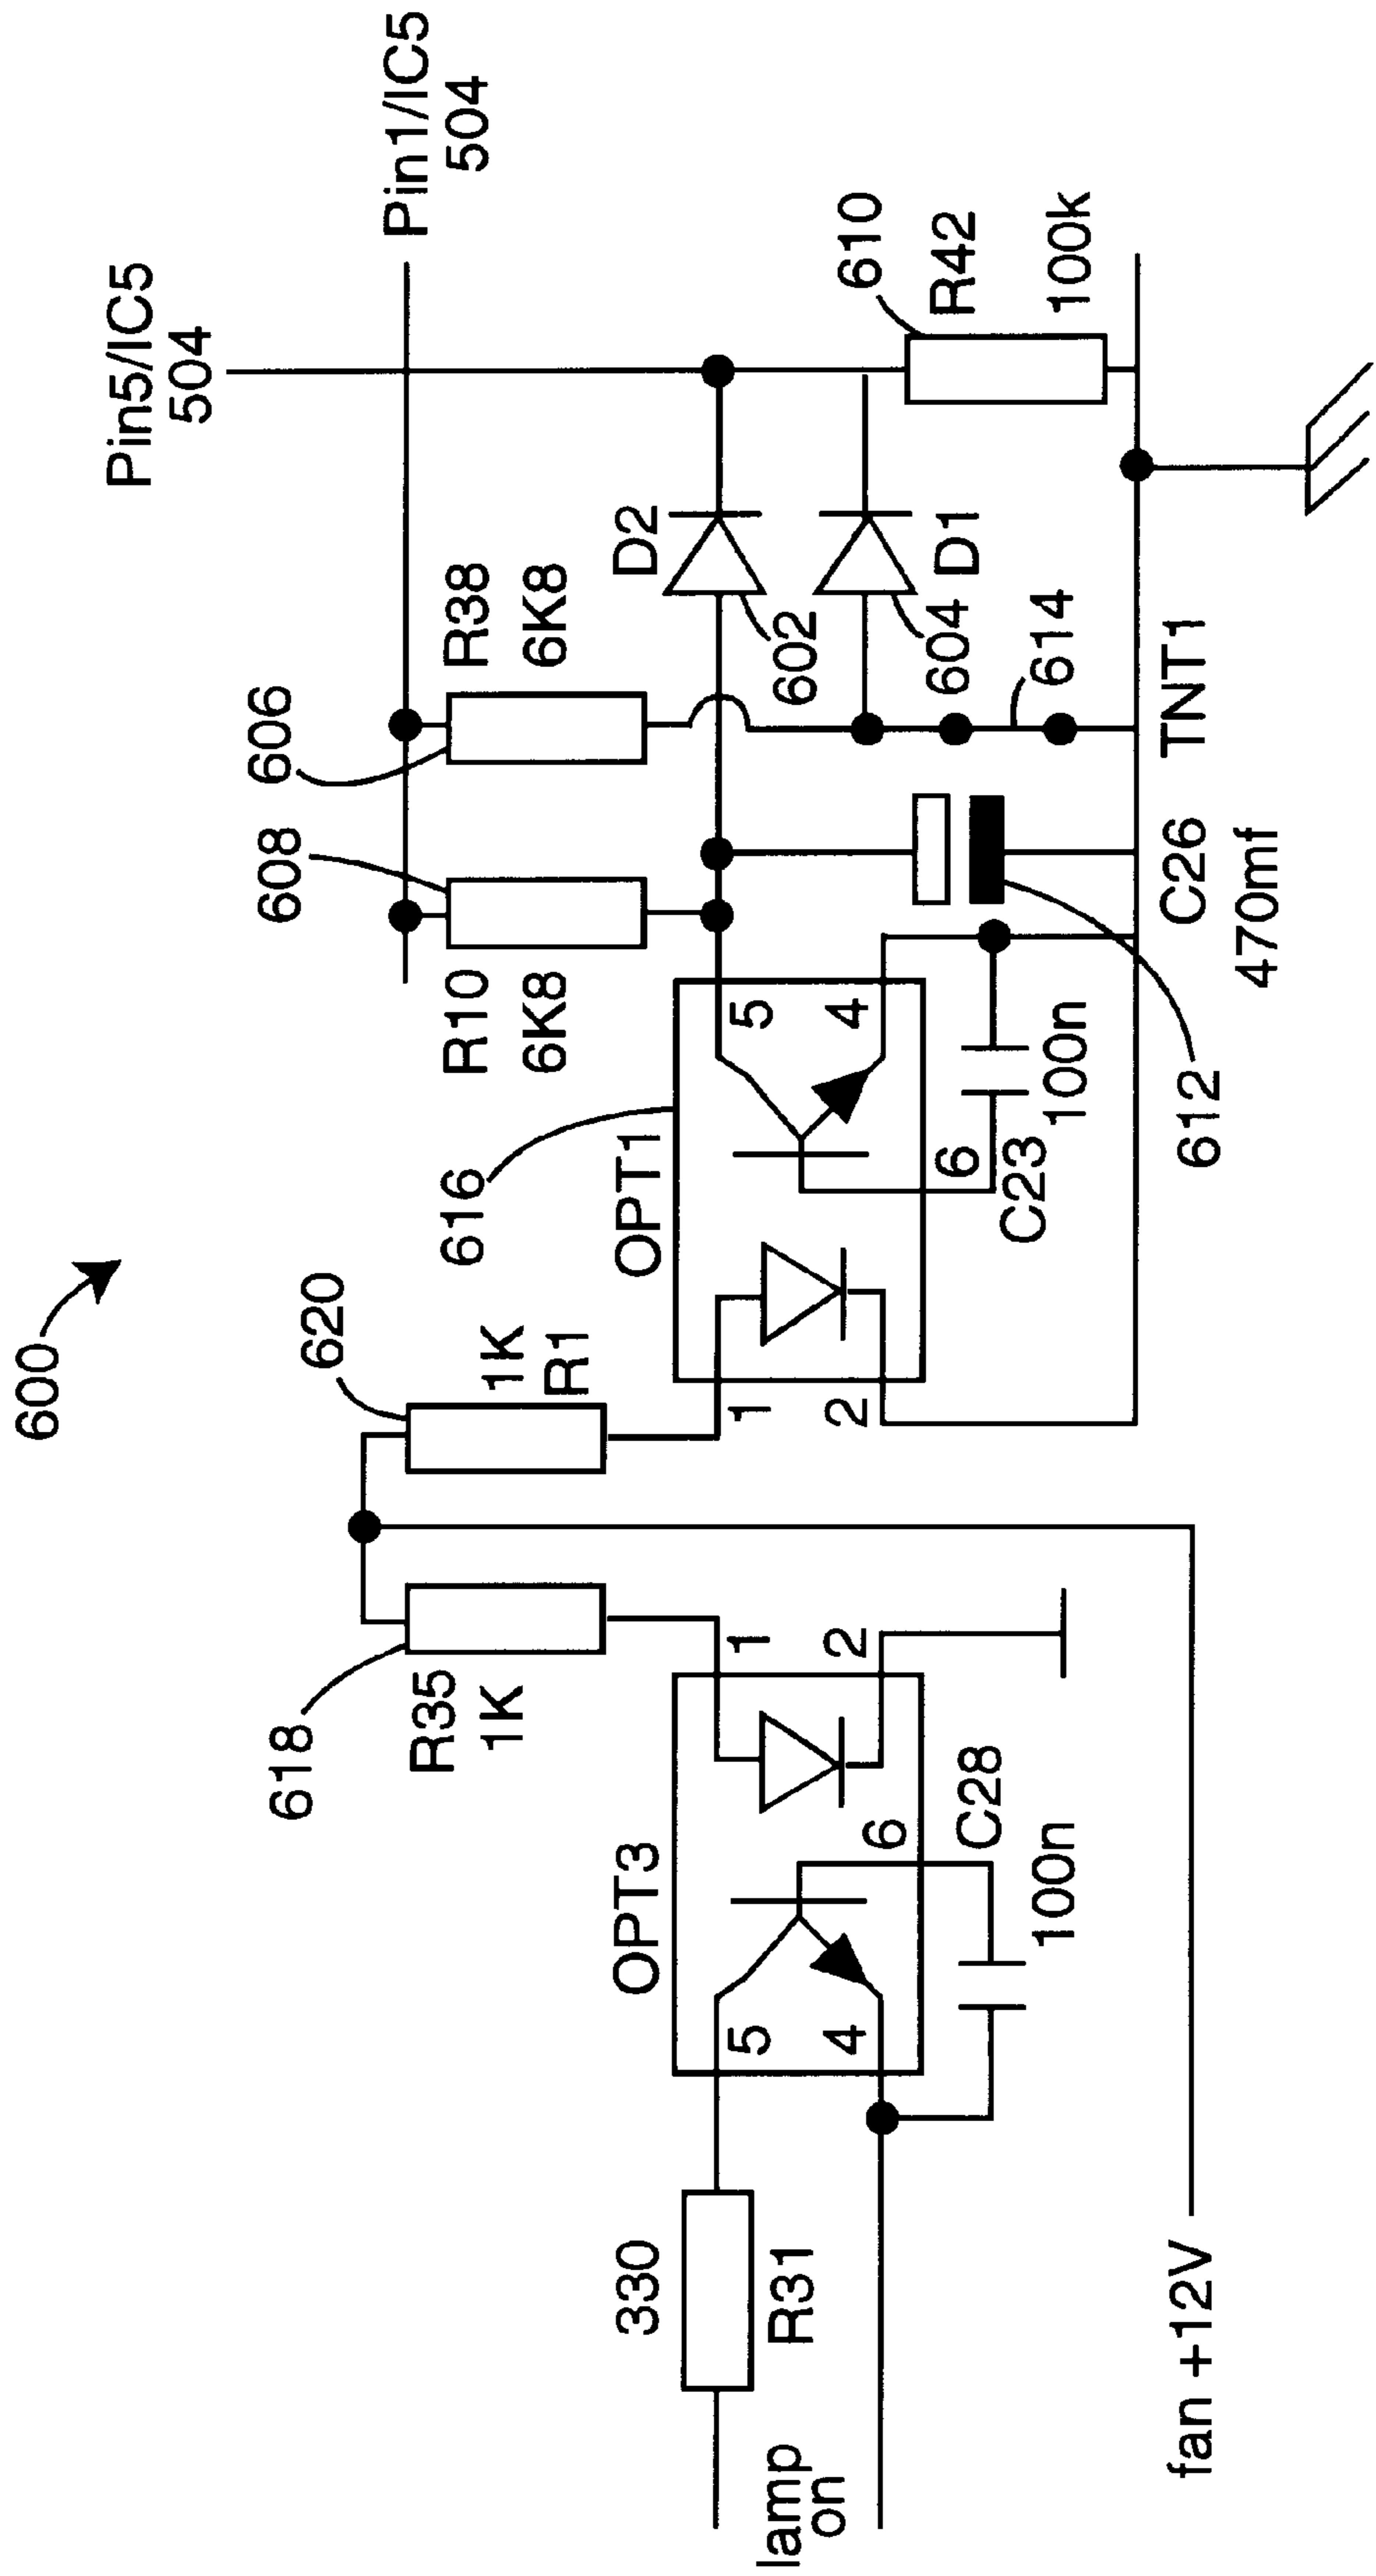 600
Pin5/IC5
504
Pin1/IC5
504
618
620
608
606
R35
1K
1K
R1
R10
6K8
R38
6K8
330
R31
OPT3
616
OPT1
D2
602
610
R42
100k
lamp
on
5
4
6
1
2
1
2
5
4
6
604
D1
614
C28
100n
C23
100n
612
fan +12V
C26
470mf
TNT1